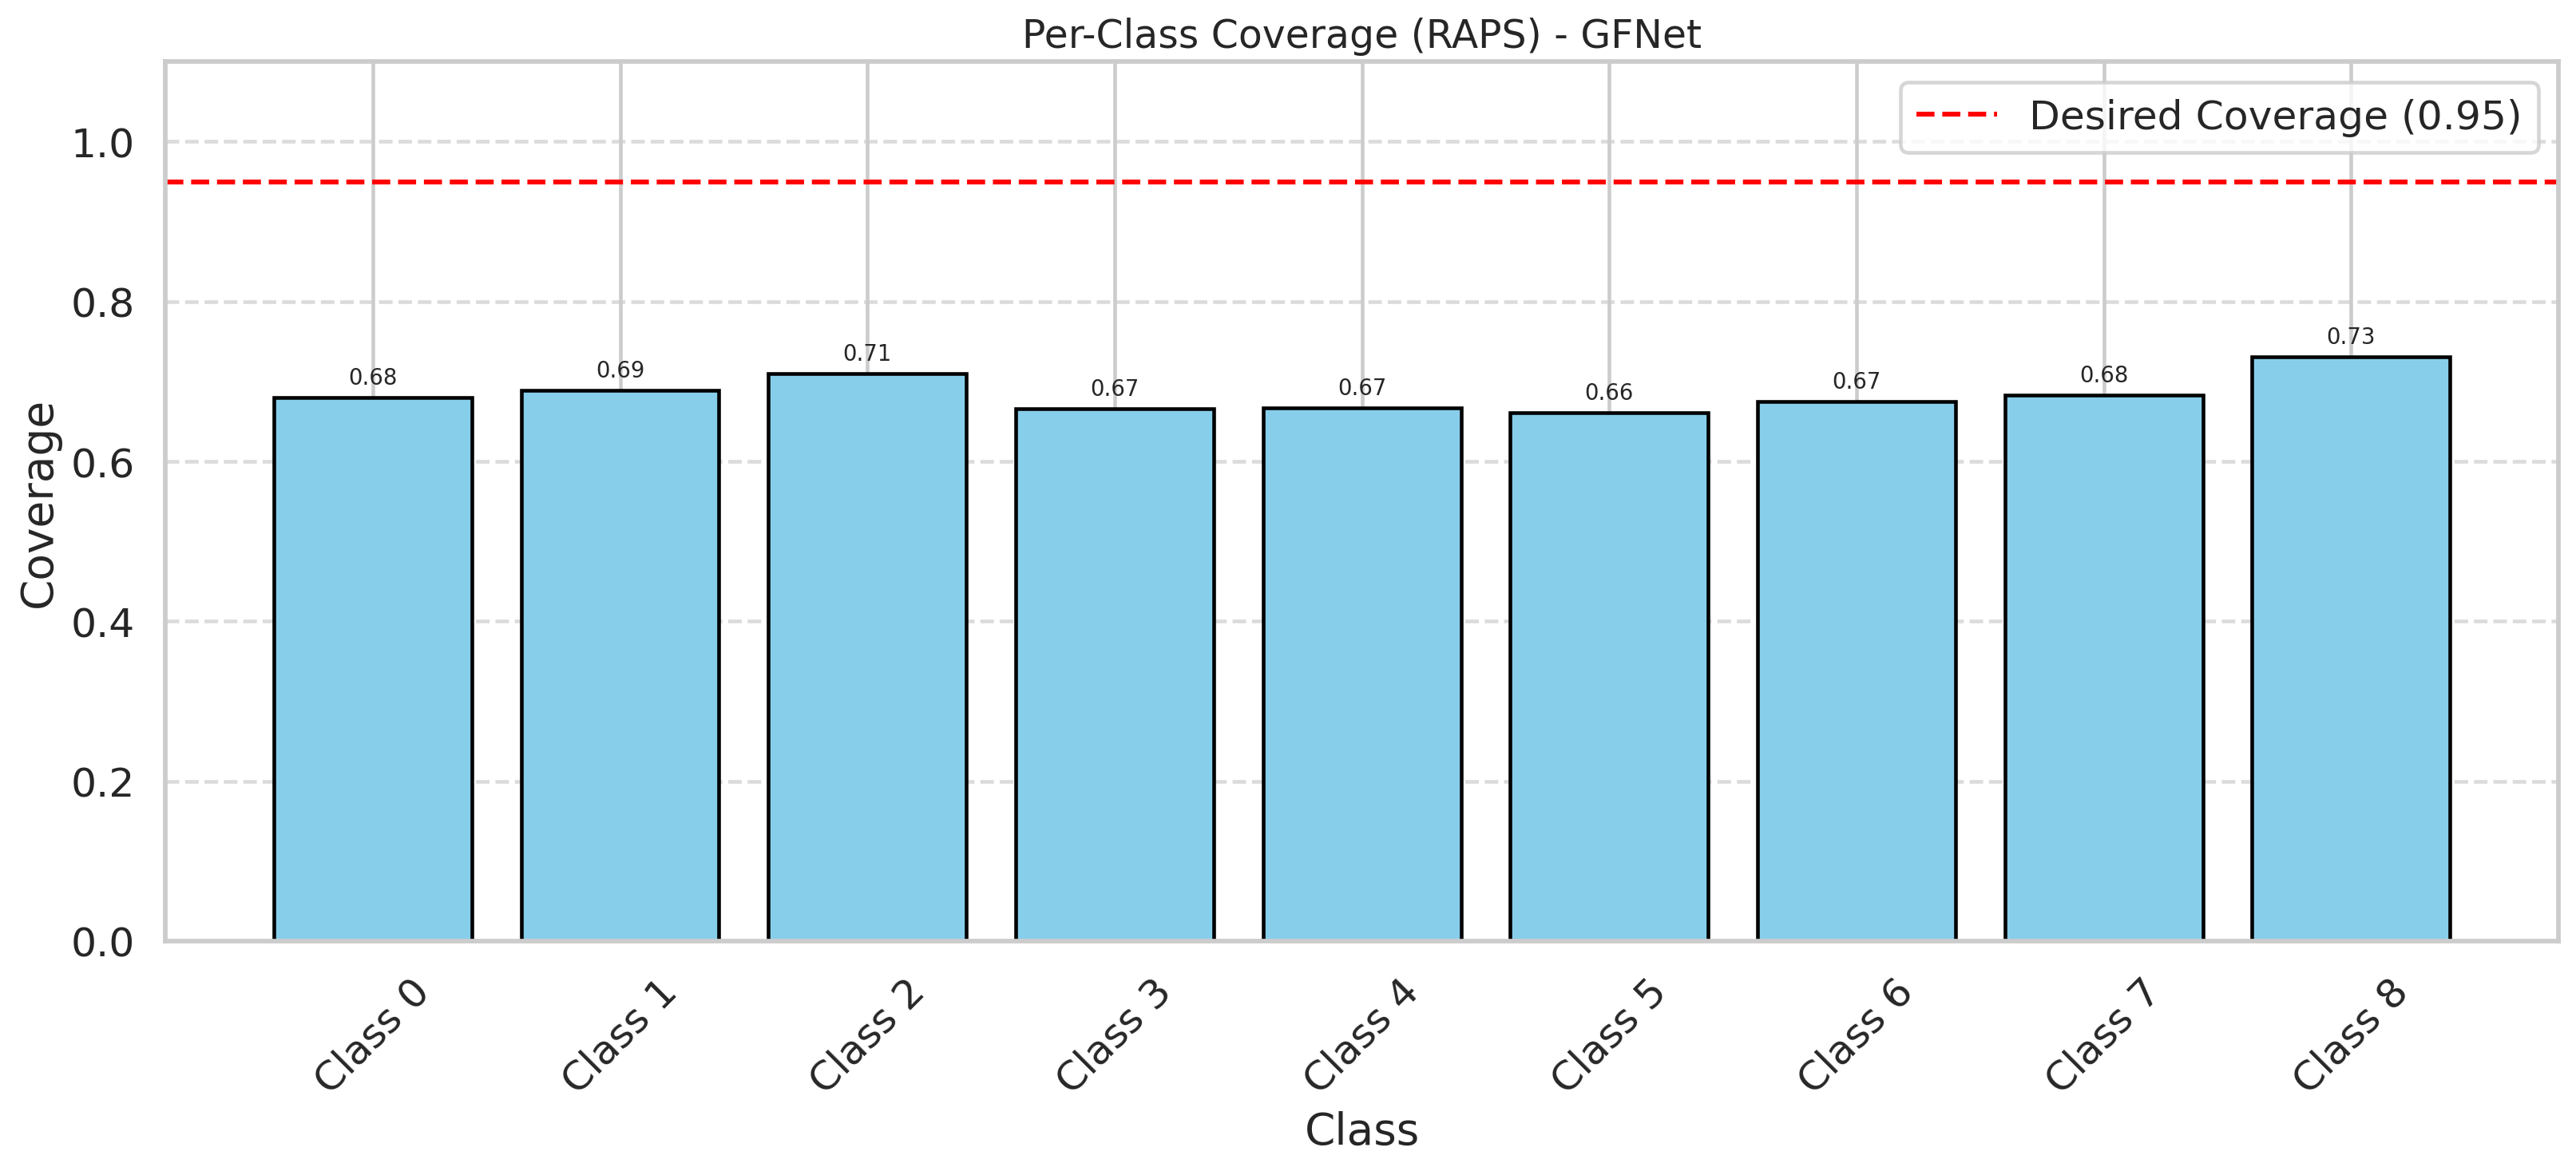 Per-Class Coverage (RAPS) - GFNet
Desired Coverage (0.95)
Coverage
1.0
0.8
0.6
0.4
0.2
0.0
0.68
0.69
0.71
0.67
0.67
0.66
0.67
0.68
0.73
Class 0
Class 1
Class 2
Class 3
Class 4
Class 5
Class 6
Class 7
Class 8
Class